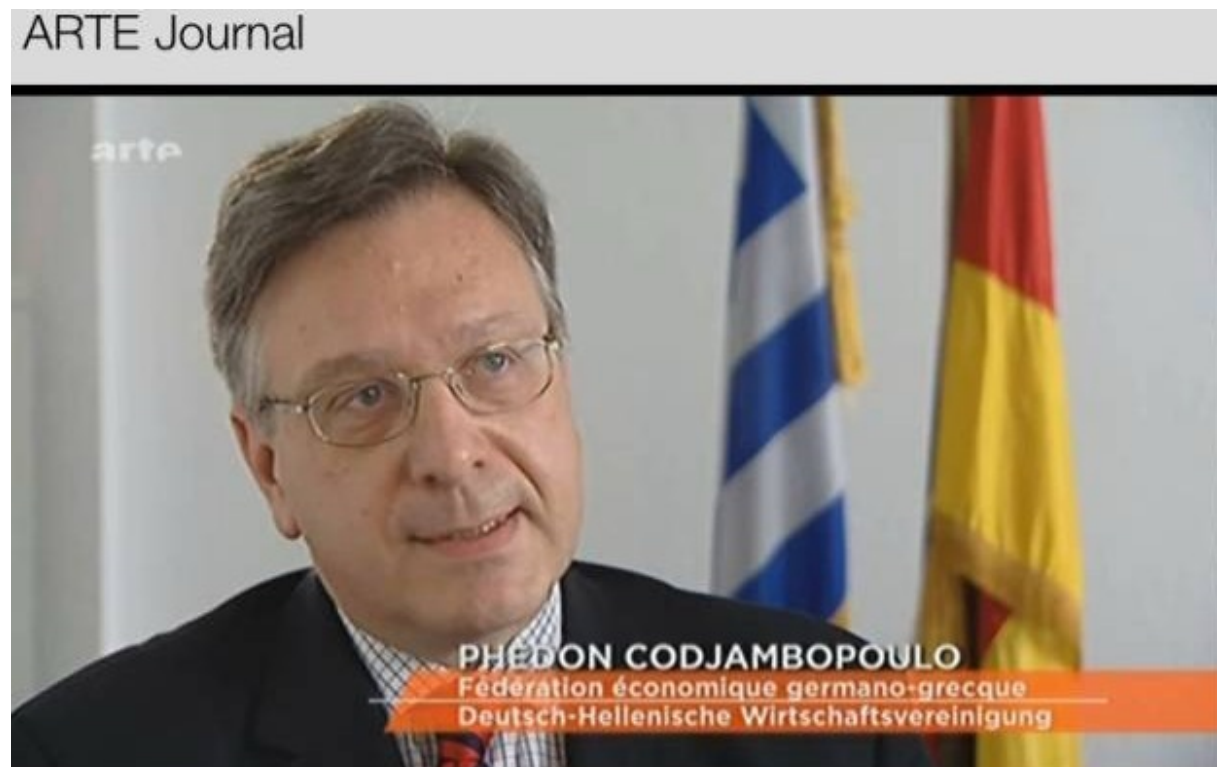 ARTE Journal
arte
PHEDON CODJAMBOPOULO
Fédération économique germano-grecque
Deutsch-Hellenische Wirtschaftsvereinigung